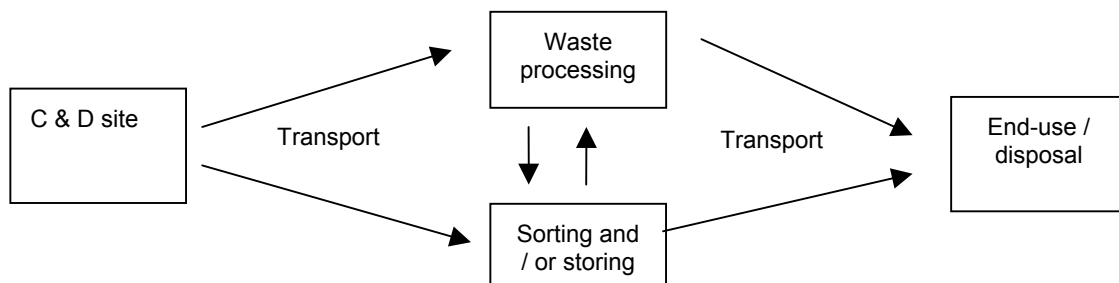 Waste
processing
C & D site
Transport
Transport
End-use /
disposal
Sorting and
/ or storing